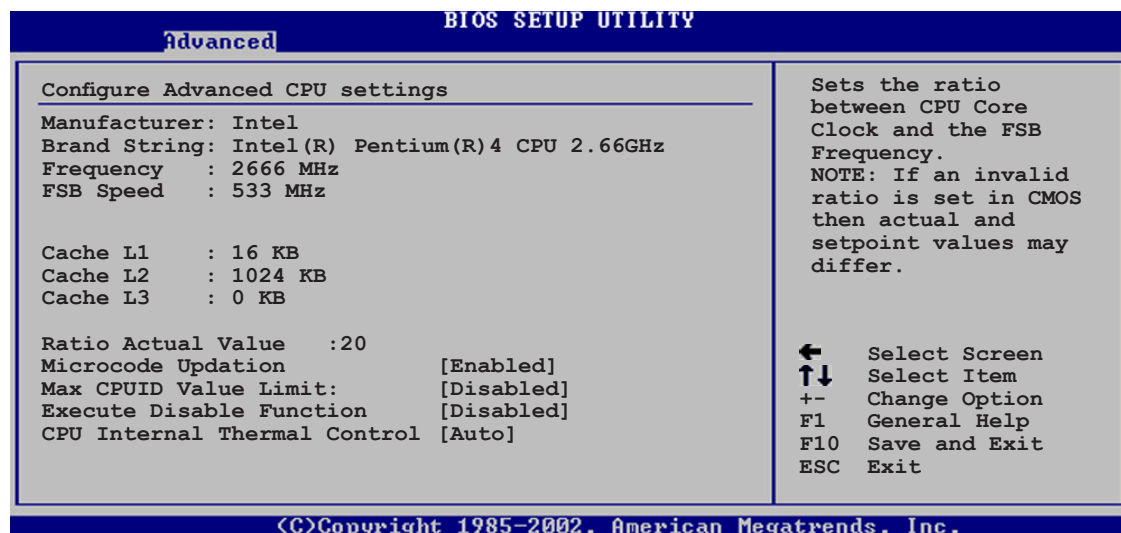 BIOS SETUP UTILITY
Advanced
Configure Advanced CPU settings
Manufacturer: Intel
Brand String: Intel(R) Pentium(R)4 CPU 2.66GHz
Frequency : 2666 MHz
FSB Speed : 533 MHz
Cache L1 : 16 KB
Cache L2 : 1024 KB
Cache L3 : 0 KB
Ratio Actual Value :20
Microcode Updation [Enabled]
Max CPUID Value Limit: [Disabled]
Execute Disable Function [Disabled]
CPU Internal Thermal Control [Auto]
Sets the ratio
between CPU Core
Clock and the FSB
Frequency.
NOTE: If an invalid
ratio is set in CMOS
then actual and
setpoint values may
differ.
← Select Screen
↑↓ Select Item
+- Change Option
F1 General Help
F10 Save and Exit
ESC Exit
(C)Copyright 1985-2002, American Megatrends, Inc.